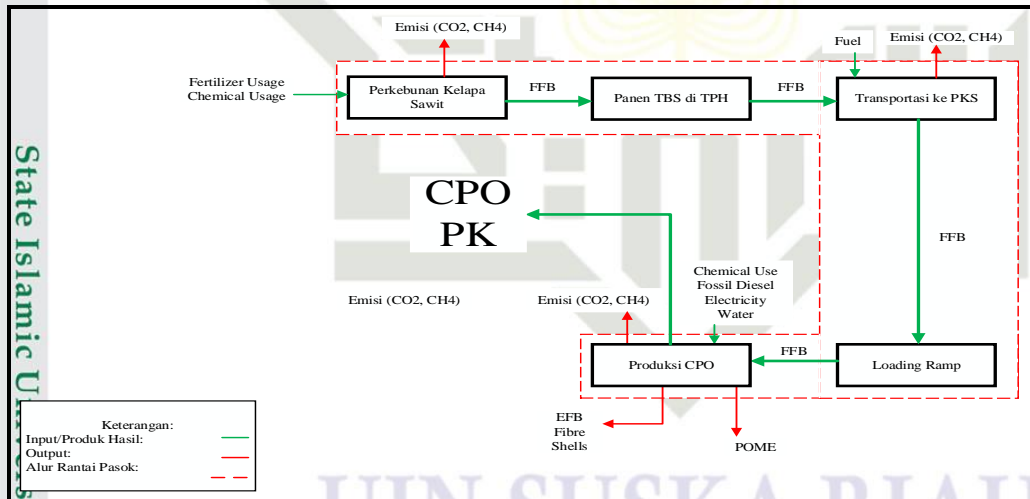 Emisi (CO2, CH4)
Fuel
Emisi (CO2, CH4)
Fertilizer Usage
Chemical Usage
Perkebunan Kelapa
Sawit
FFB
Panen TBS di TPH
FFB
Transportasi ke PKS
State Islamic Univers
CPO
PK
FFB
Chemical Use
Fossil Diesel
Electricity
Water
Emisi (CO2, CH4)
Emisi (CO2, CH4)
Produksi CPO
FFB
Loading Ramp
EFB
Fibre
Shells
POME
Keterangan:
Input/Produk Hasil:
Output:
Alur Rantai Pasok:
UIN SUSKA RIAU